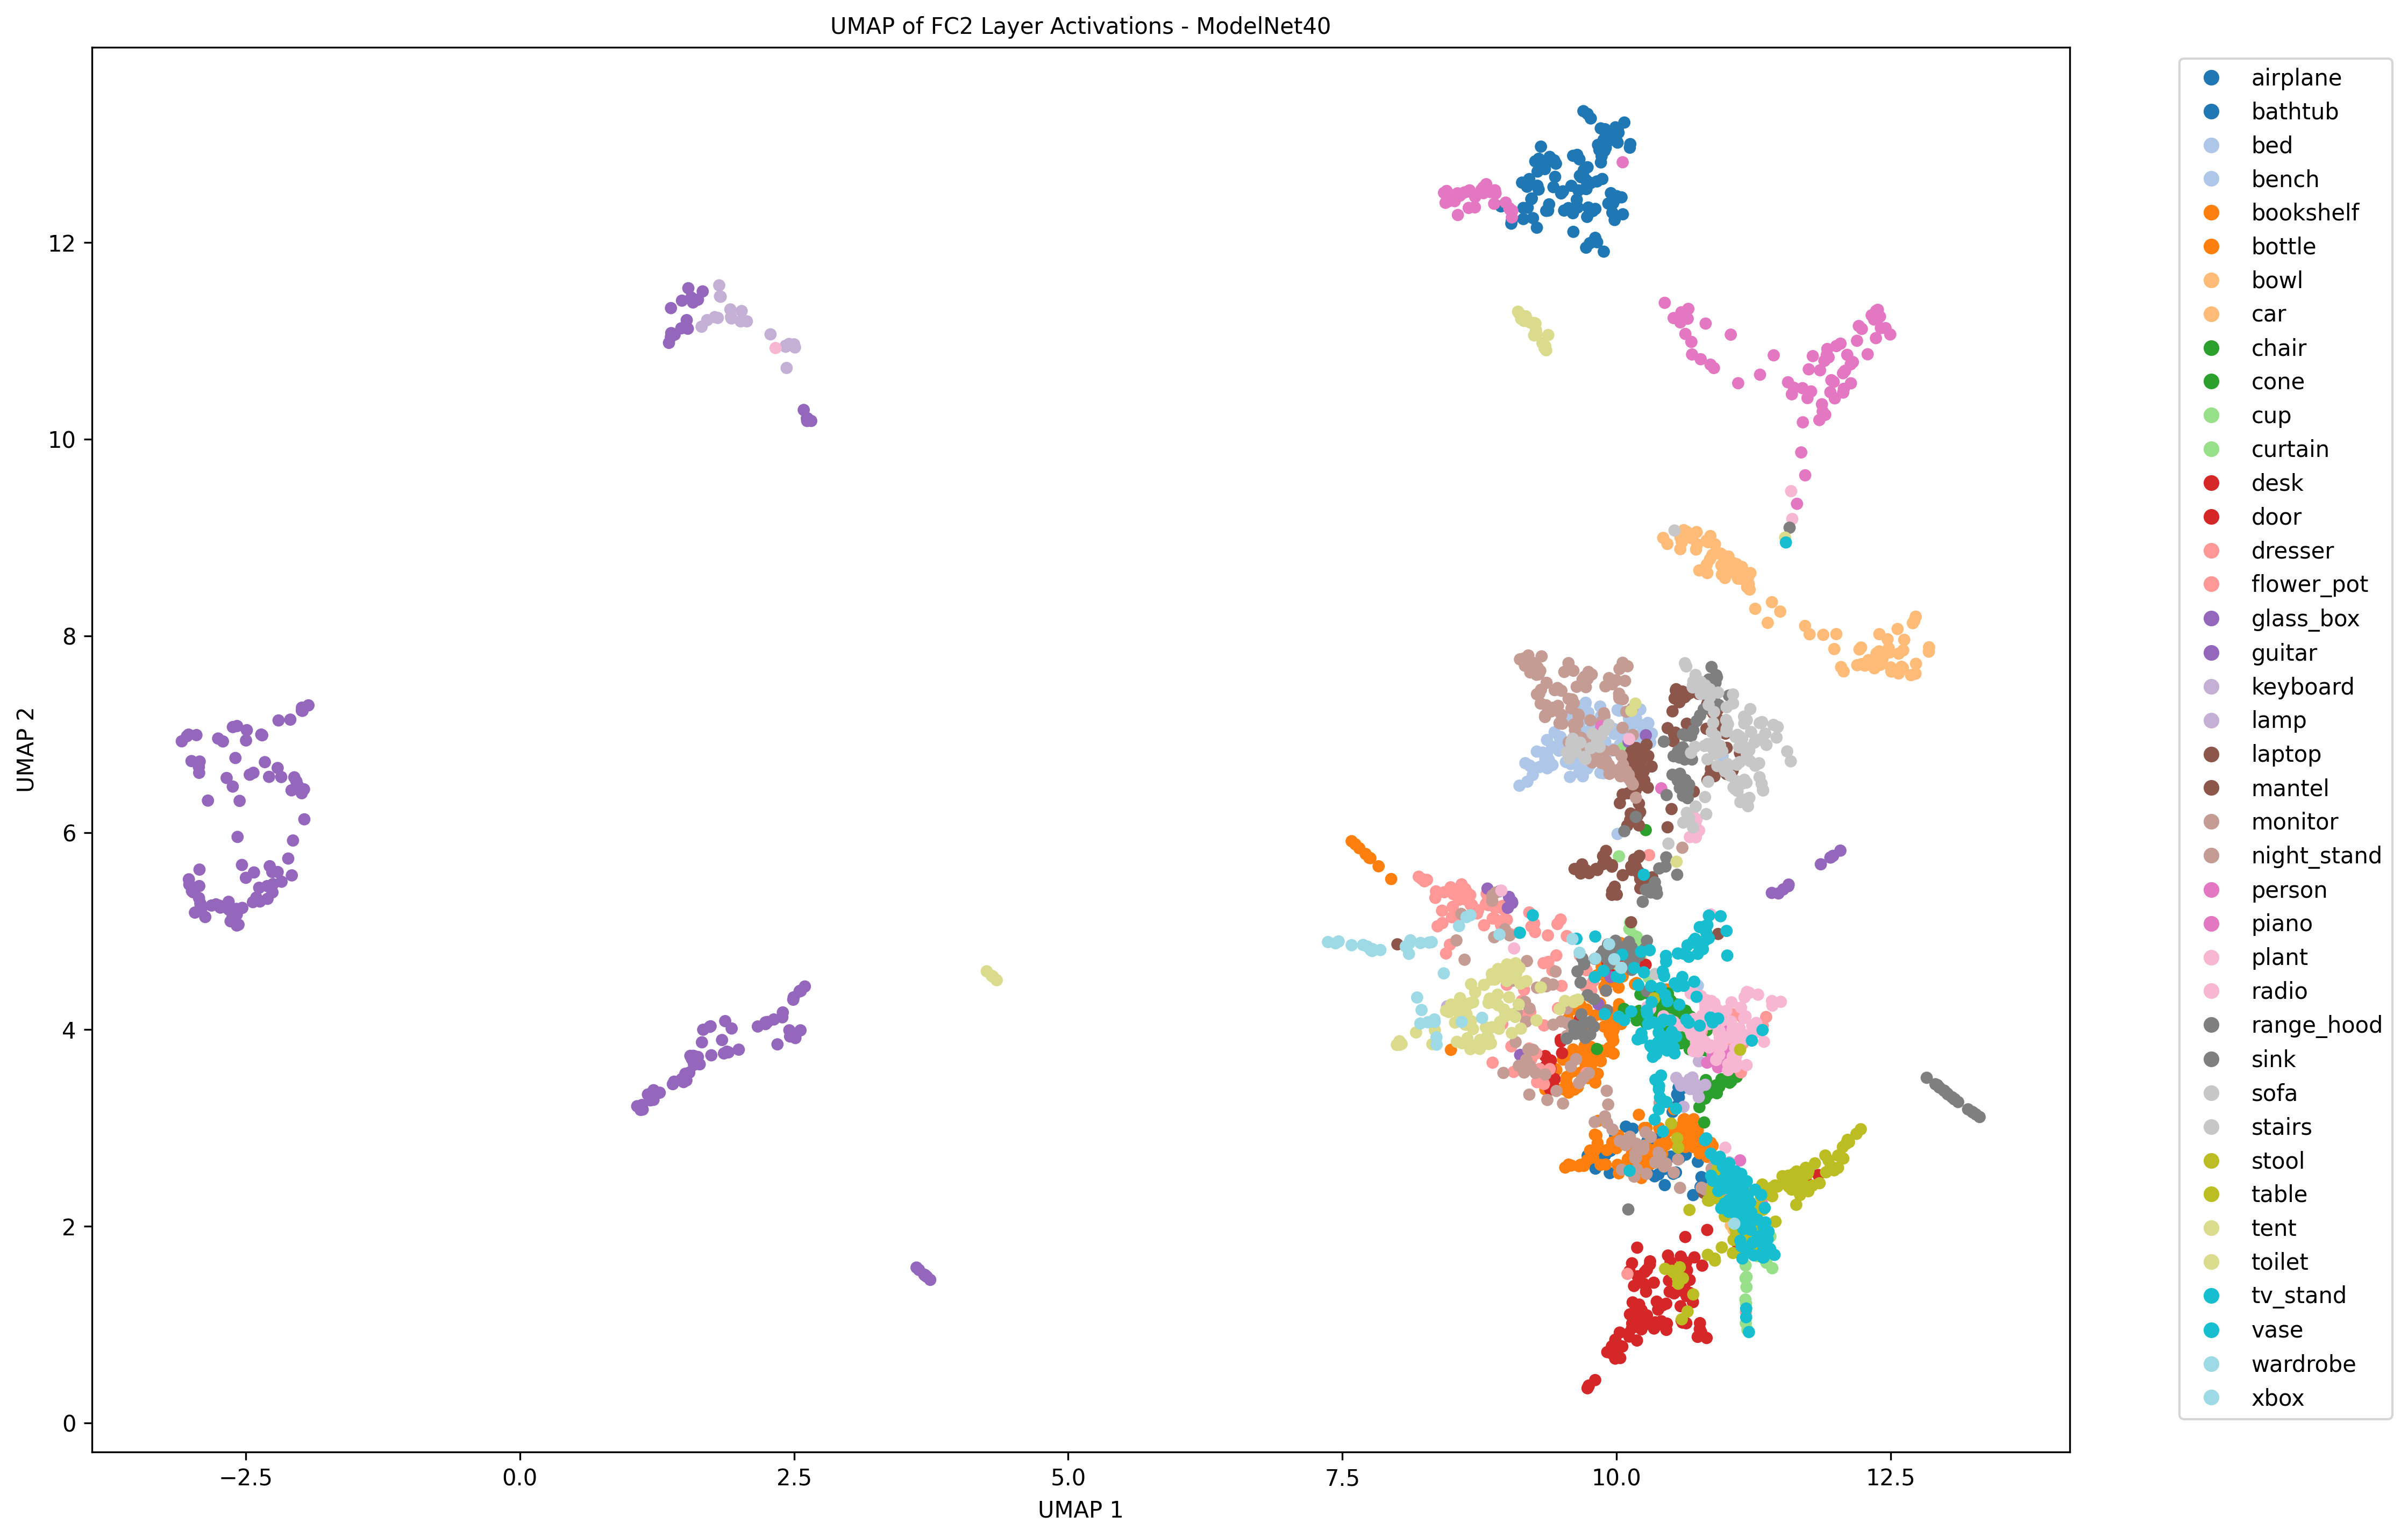 UMAP of FC2 Layer Activations - ModelNet40
airplane
bathtub
bed
bench
bookshelf
bottle
bowl
car
chair
cone
cup
curtain
desk
door
dresser
flower_pot
glass_box
guitar
keyboard
lamp
laptop
mantel
monitor
night_stand
person
piano
plant
radio
range_hood
sink
sofa
stairs
stool
table
tent
toilet
tv_stand
vase
wardrobe
xbox
UMAP 2
12
10
8
6
4
2
0
−2.5
0.0
2.5
5.0
7.5
10.0
12.5
UMAP 1